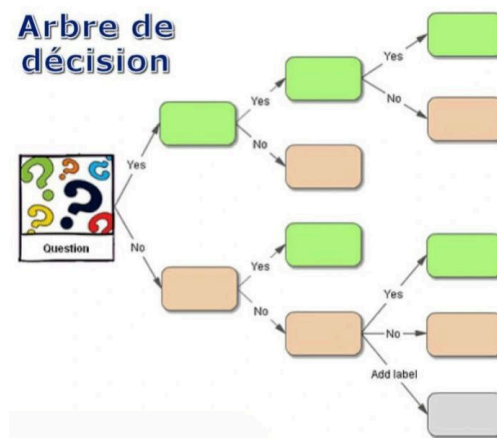 Arbre de
décision
Question
Yes
No
Yes
No
Yes
No
Yes
No
Yes
No
Add label